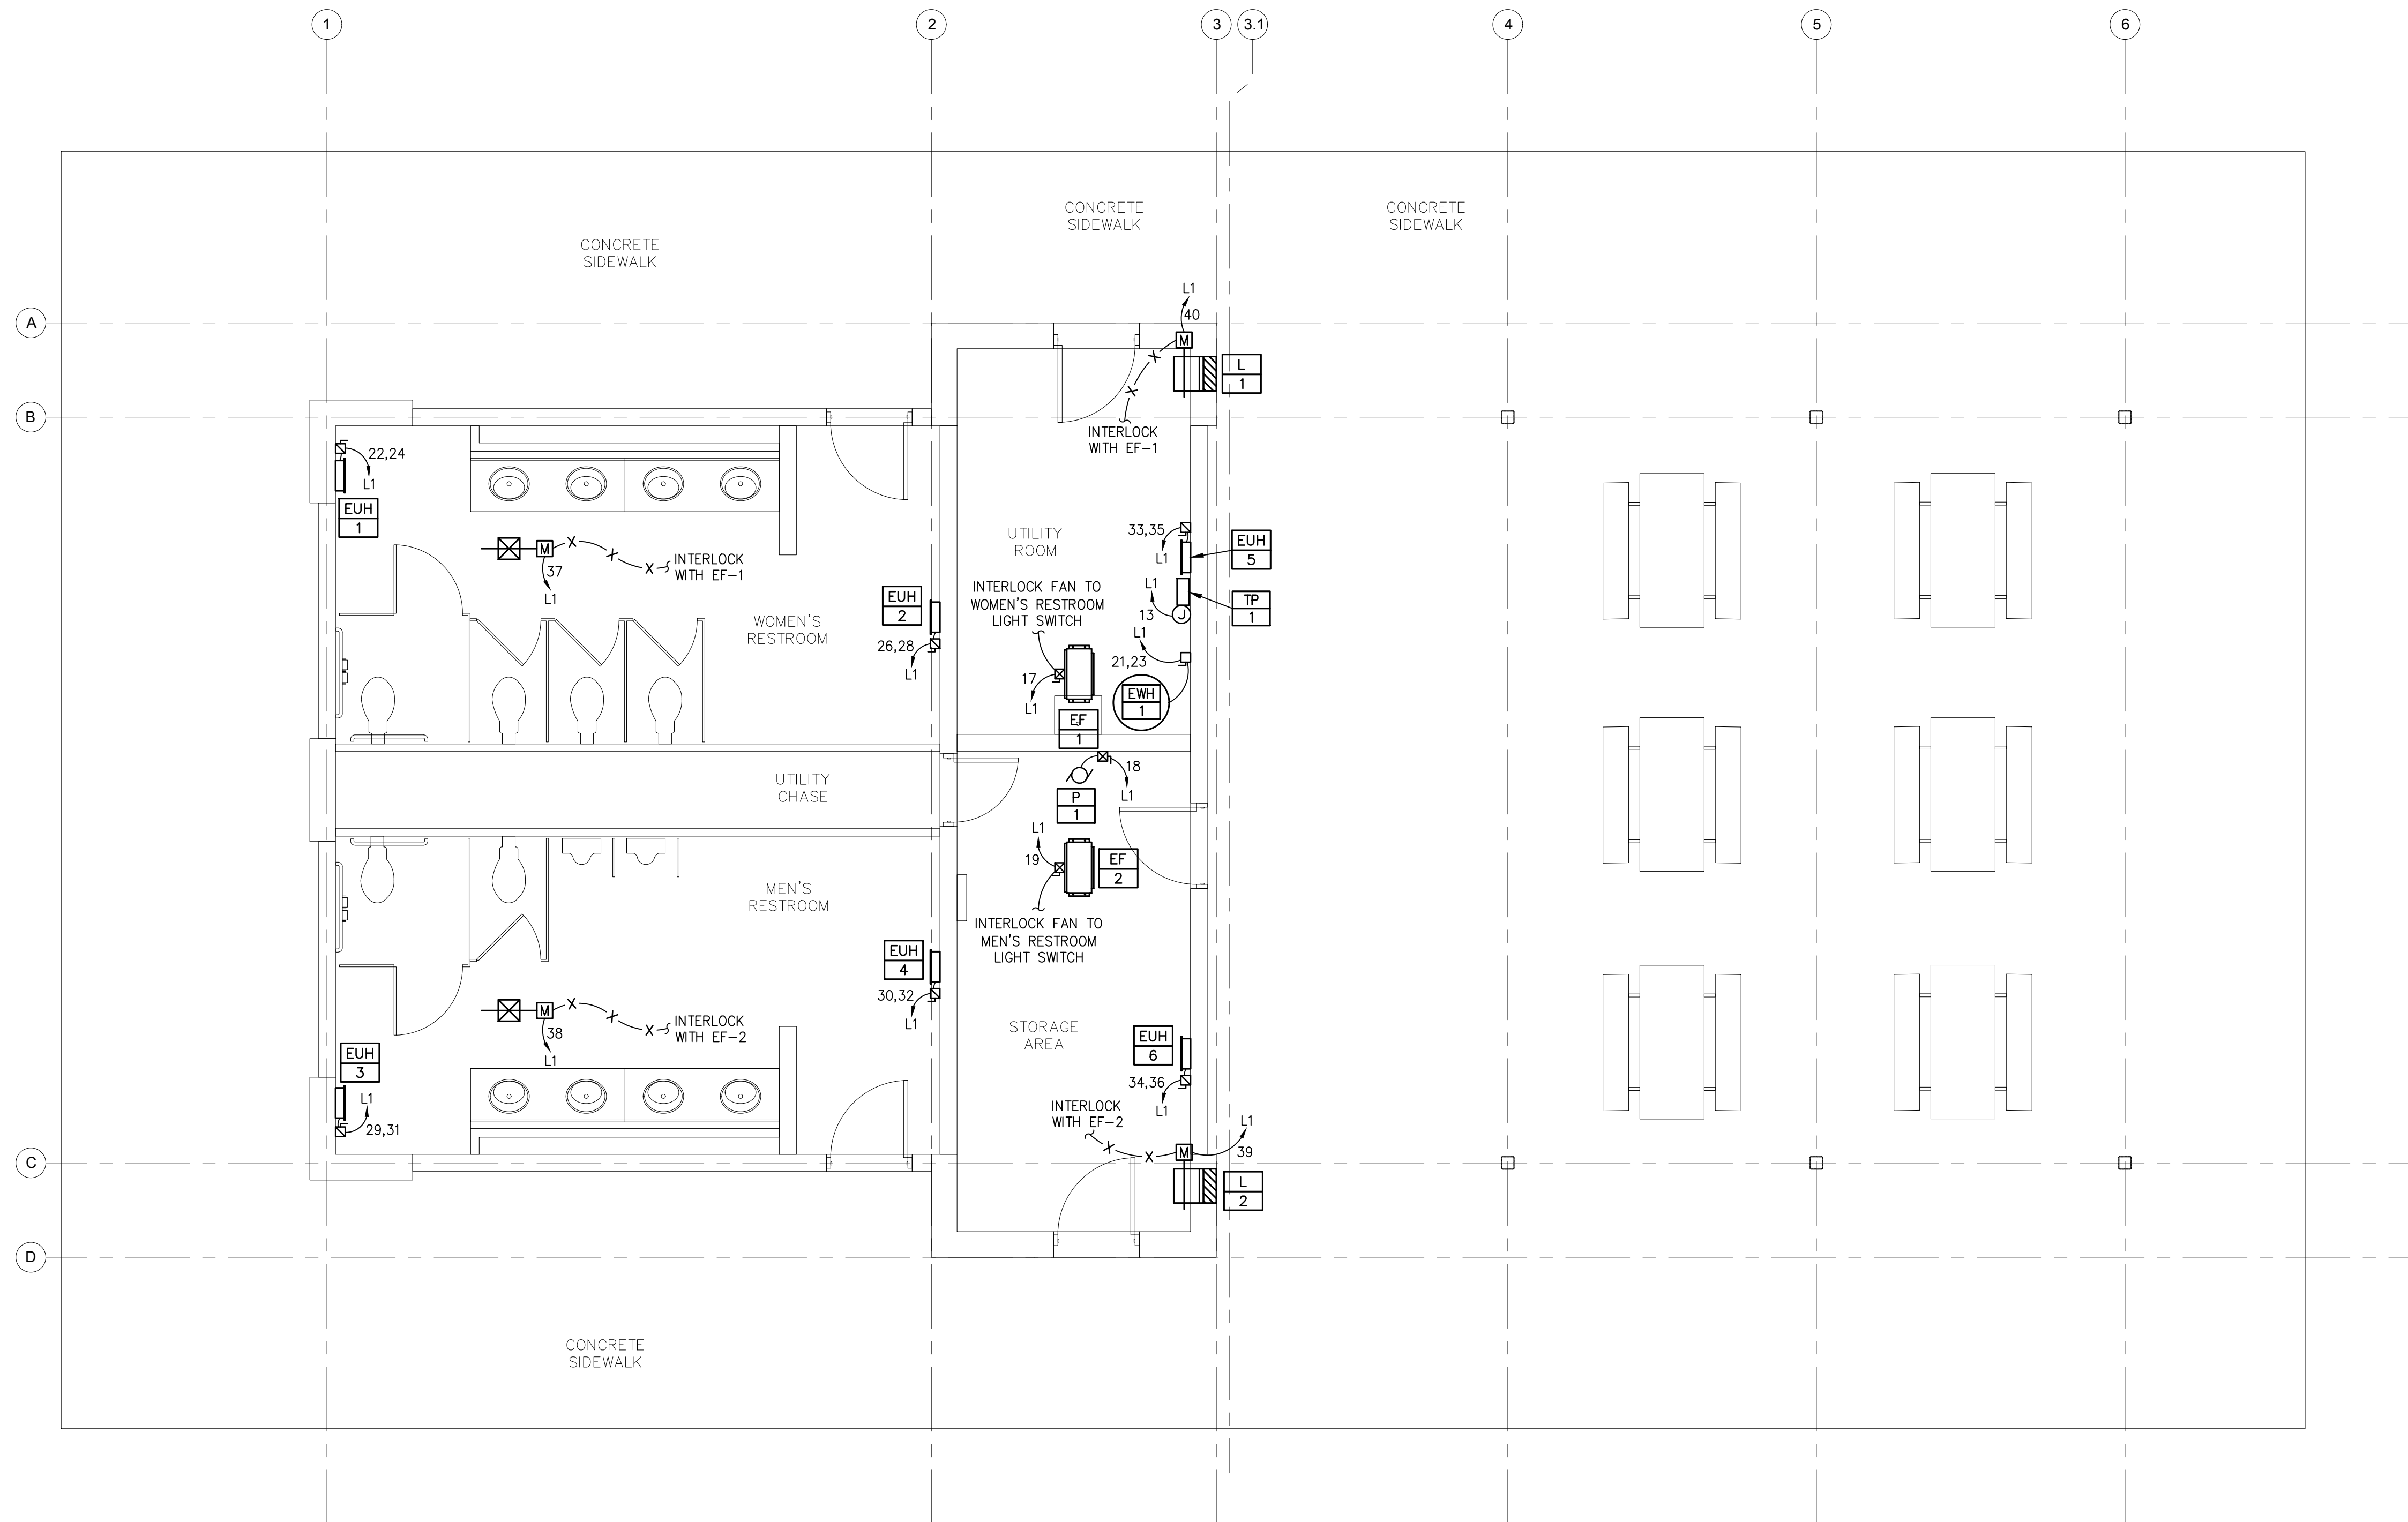 1
2
3
3.1
4
5
6
CONCRETE
SIDEWALK
CONCRETE
SIDEWALK
CONCRETE
SIDEWALK
A
L1
40
M
L
1
B
INTERLOCK
WITH EF-1
22,24
L1
EUH
1
M
INTERLOCK
WITH EF-1
37
L1
WOMEN'S
RESTROOM
EUH
2
26,28
L1
UTILITY
ROOM
33,35
L1
EUH
5
INTERLOCK FAN TO
WOMEN'S RESTROOM
LIGHT SWITCH
L1
13
J
TP
1
L1
21,23
EWH
1
17
L1
EF
1
UTILITY
CHASE
18
L1
P
1
L1
19
EF
2
INTERLOCK FAN TO
MEN'S RESTROOM
LIGHT SWITCH
MEN'S
RESTROOM
EUH
4
30,32
L1
M
INTERLOCK
WITH EF-2
38
L1
STORAGE
AREA
EUH
6
34,36
L1
EUH
3
L1
29,31
INTERLOCK
WITH EF-2
L1
39
M
C
L
2
D
CONCRETE
SIDEWALK